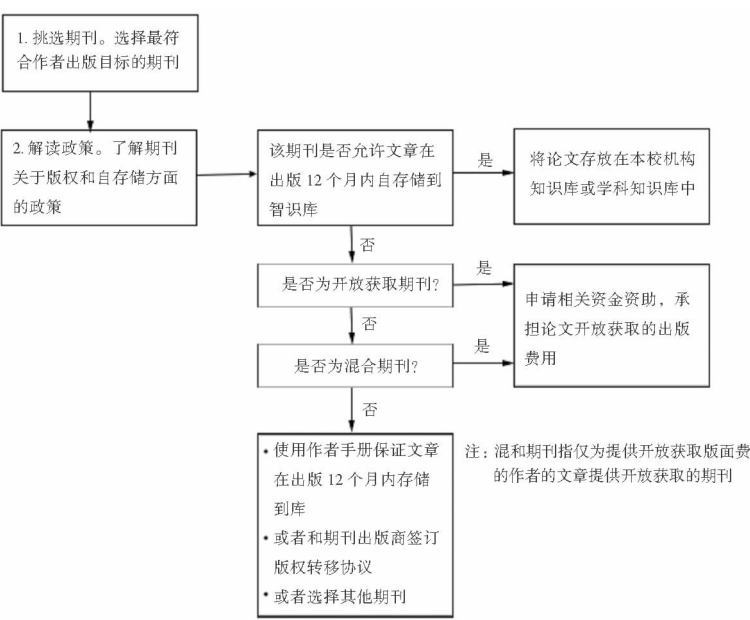 1. 挑选期刊。选择最符
合作者出版目标的期刊
2. 解读政策。了解期刊
关于版权和自存储方面
的政策
该期刊是否允许文章在
出版 12 个月内自存储到
智识库
是
将论文存放在本校机构
知识库或学科知识库中
否
是否为开放获取期刊?
是
申请相关资金资助，承
担论文开放获取的出版
费用
否
是否为混合期刊?
是
否
• 使用作者手册保证文章
在出版 12 个月内存储
到库
• 或者和期刊出版商签订
版权转移协议
• 或者选择其他期刊
注：混和期刊指仅为提供开放获取版面费
的作者的文章提供开放获取的期刊